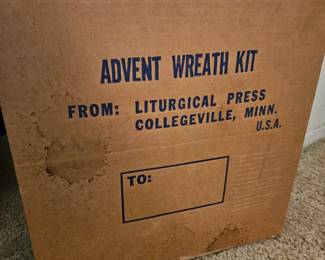 ADVENT WREATH KIT
FROM: LITURGICAL PRESS
COLLEGEVILLE, MINN.
U.S.A.
TO: